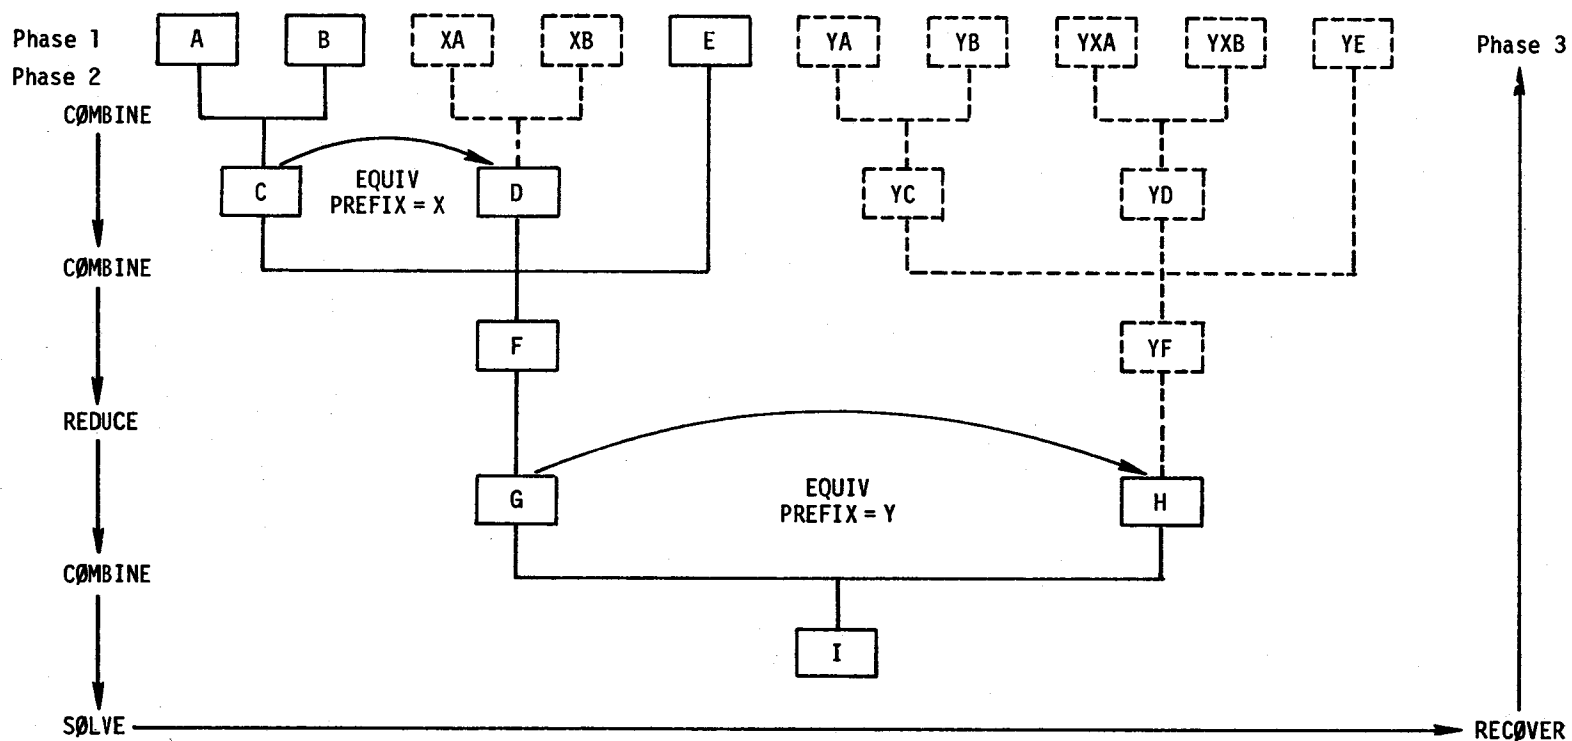 Phase 1 A B XA XB E YA YB YXA YXB YE Phase 3
Phase 2
CØMBINE
C EQUIV D YC YD
PREFIX = X
CØMBINE
F YF
REDUCE
G EQUIV H
PREFIX = Y
CØMBINE
I
SØLVE RECØVER